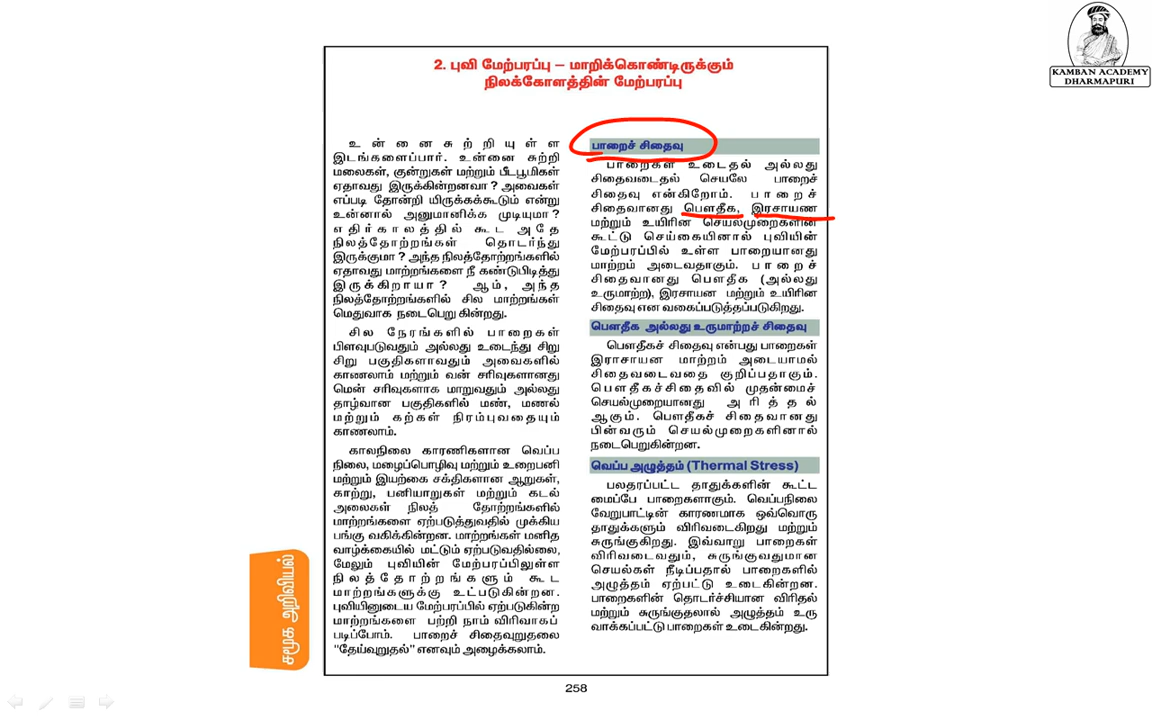 KAMBAN ACADEMY
DHARMAPURI
2. புவி மேற்பரப்பு – மாறிக்கொண்டிருக்கும்
நிலக்கோளத்தின் மேற்பரப்பு
உன்னைசுற்றியுள்ள
இடங்களைப்பார். உன்னை சுற்றி
மலைகள், குன்றுகள் மற்றும் பீடபூமிகள்
ஏதாவது இருக்கின்றனவா? அவைகள்
எப்படி தோன்றி யிருக்கக்கூடும் என்று
உன்னால் அனுமானிக்க முடியுமா?
எதிர்காலத்தில் கூட அதே
நிலத்தோற்றங்கள் தொடர்ந்து
இருக்குமா? அந்த நிலத்தோற்றங்களில்
ஏதாவது மாற்றங்களை நீ கண்டுபிடித்து
இருக்கிறாயா? ஆம், அந்த
நிலத்தோற்றங்களில் சில மாற்றங்கள்
மெதுவாக நடைபெறு கின்றது.
சில நேரங்களில் பாறைகள்
பிளவுபடுவதும் அல்லது உடைந்து சிறு
சிறு பகுதிகளாவதும் அவைகளில்
காணலாம் மற்றும் வன் சரிவுகளானது
மென் சரிவுகளாக மாறுவதும் அல்லது
தாழ்வான பகுதிகளில் மண், மணல்
மற்றும் கற்கள் நிரம்புவதையும்
காணலாம்.
காலநிலை காரணிகளான வெப்ப
நிலை, மழைப்பொழிவு மற்றும் உறைபனி
மற்றும் இயற்கை சக்திகளான ஆறுகள்,
காற்று, பனியாறுகள் மற்றும் கடல்
அலைகள் நிலத் தோற்றங்களில்
மாற்றங்களை ஏற்படுத்துவதில் முக்கிய
பங்கு வகிக்கின்றன. மாற்றங்கள் மனித
வாழ்க்கையில் மட்டும் ஏற்படுவதில்லை,
மேலும் புவியின் மேற்பரப்பிலுள்ள
நிலத்தோற்றங்களும் கூட
மாற்றங்களுக்கு உட்படுகின்றன.
புவியினுடைய மேற்பரப்பில் ஏற்படுகின்ற
மாற்றங்களை பற்றி நாம் விரிவாகப்
படிப்போம். பாறைச் சிதைவுறுதலை
"தேய்வுறுதல்" எனவும் அழைக்கலாம்.
பாறைச் சிதைவு
பாறைகள் உடைதல் அல்லது
சிதைவடைதல் செயலே பாறைச்
சிதைவு என்கிறோம். பாறைச்
சிதைவானது பௌதீக, இரசாயண
மற்றும் உயிரின செயல்முறைகளின்
கூட்டு செய்கையினால் புவியின்
மேற்பரப்பில் உள்ள பாறையானது
மாற்றம் அடைவதாகும். பாறைச்
சிதைவானது பௌதீக (அல்லது
உருமாற்ற), இரசாயன மற்றும் உயிரின
சிதைவு என வகைப்படுத்தப்படுகிறது.
பௌதீக அல்லது உருமாற்றச் சிதைவு
பௌதீகச் சிதைவு என்பது பாறைகள்
இராசாயன மாற்றம் அடையாமல்
சிதைவடைவதை குறிப்பதாகும்.
பௌதீகச்சிதைவில் முதன்மைச்
செயல்முறையானது அரித்தல்
ஆகும். பௌதீகச் சிதைவானது
பின்வரும் செயல்முறைகளினால்
நடைபெறுகின்றன.
வெப்ப அழுத்தம் (Thermal Stress)
பலதரப்பட்ட தாதுக்களின் கூட்ட
மைப்பே பாறைகளாகும். வெப்பநிலை
வேறுபாட்டின் காரணமாக ஒவ்வொரு
தாதுக்களும் விரிவடைகிறது மற்றும்
சுருங்குகிறது. இவ்வாறு பாறைகள்
விரிவடைவதும், சுருங்குவதுமான
செயல்கள் நீடிப்பதால் பாறைகளில்
அழுத்தம் ஏற்பட்டு உடைகின்றன.
பாறைகளின் தொடர்ச்சியான விரிதல்
மற்றும் சுருங்குதலால் அழுத்தம் உரு
வாக்கப்பட்டு பாறைகள் உடைகின்றது.
சமூக அறிவியல்
258